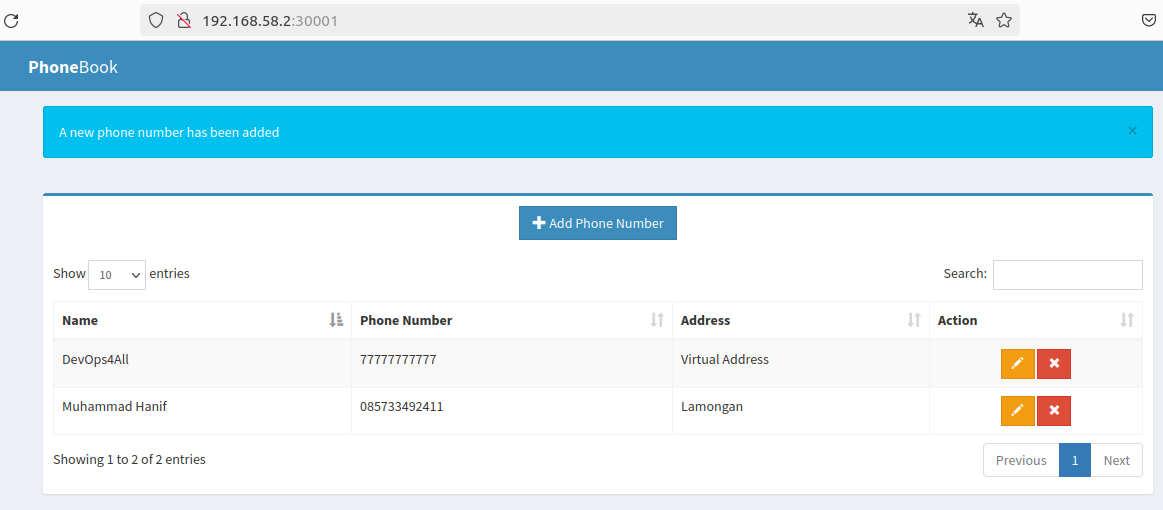 192.168.58.2:30001
PhoneBook
A new phone number has been added ×
Add Phone Number
Show 10 entries Search:
Name Phone Number Address Action
DevOps4All 77777777777 Virtual Address
Muhammad Hanif 085733492411 Lamongan
Showing 1 to 2 of 2 entries Previous 1 Next